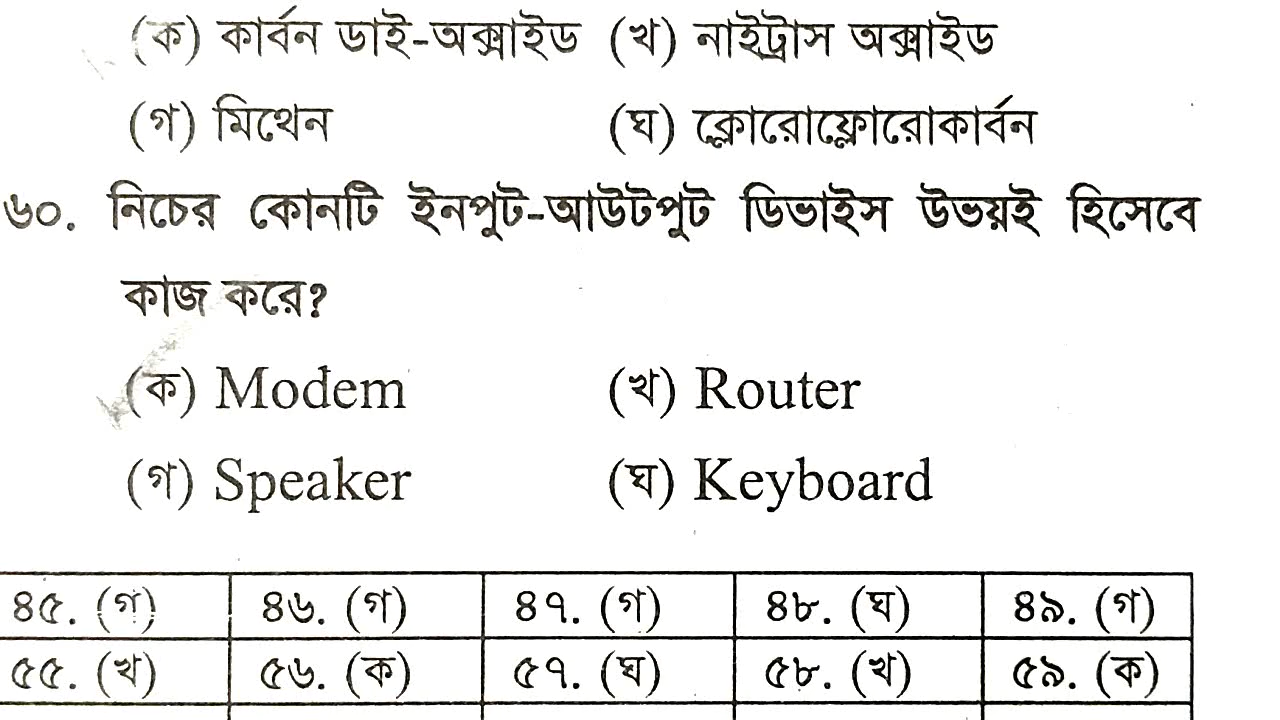 (ক) কার্বন ডাই-অক্সাইড (খ) নাইট্রাস অক্সাইড
(গ) মিথেন (ঘ) ক্লোরোফ্লোরোকার্বন
৬০. নিচের কোনটি ইনপুট-আউটপুট ডিভাইস উভয়ই হিসেবে
কাজ করে?
(ক) Modem (খ) Router
(গ) Speaker (ঘ) Keyboard
৪৫. (গ) ৪৬. (গ) ৪৭. (গ) ৪৮. (ঘ) ৪৯. (গ)
৫৫. (খ) ৫৬. (ক) ৫৭. (ঘ) ৫৮. (খ) ৫৯. (ক)